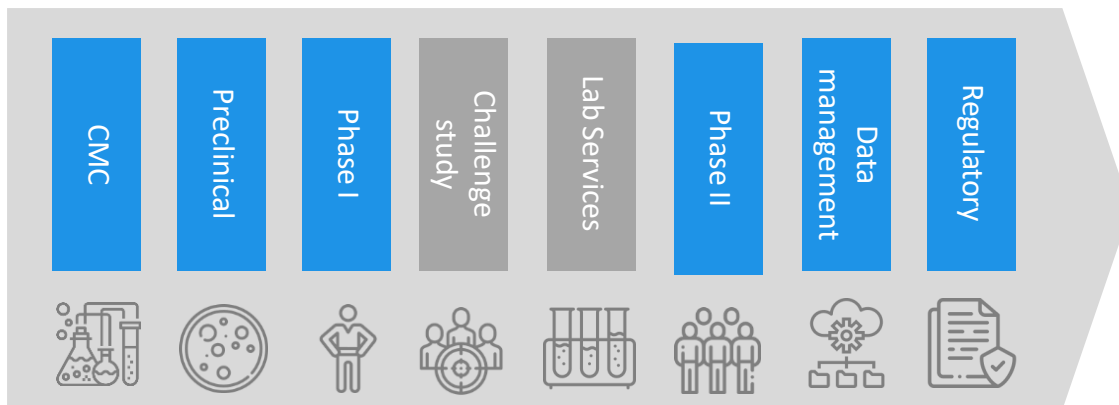 CMC
Preclinical
Phase I
Challenge
study
Lab Services
Phase II
Data
management
Regulatory